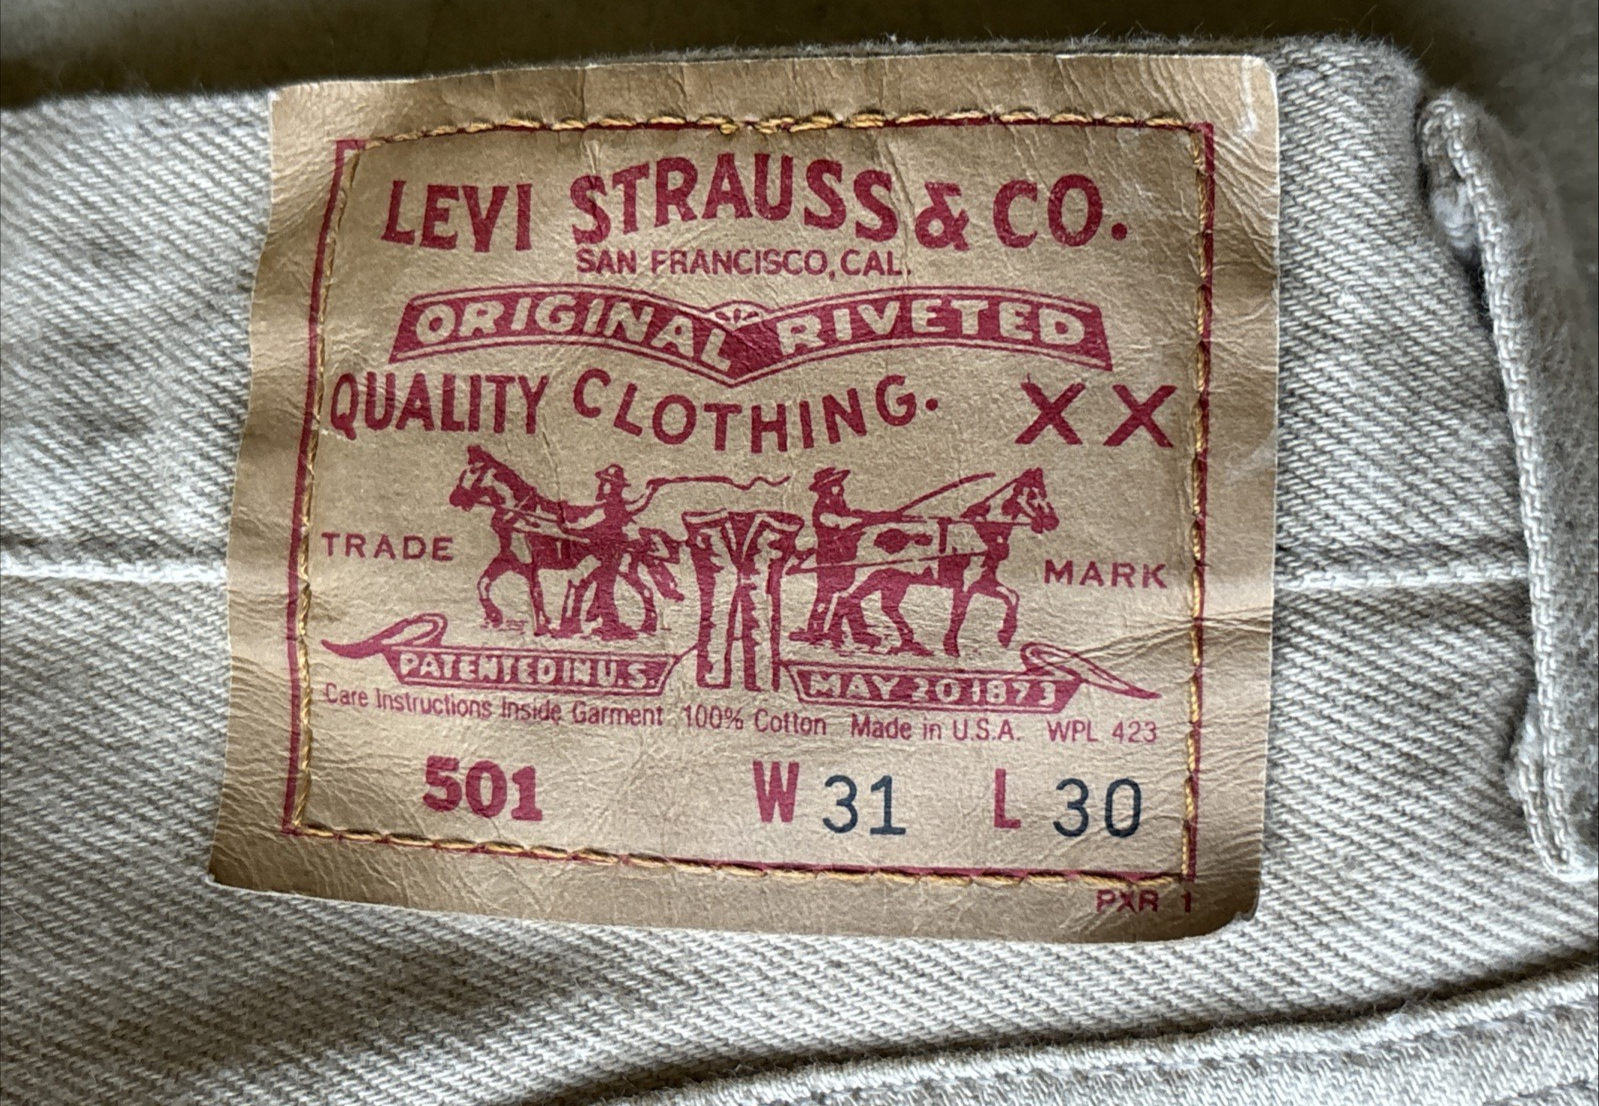 LEVI STRAUSS & CO.
SAN FRANCISCO, CAL.
ORIGINAL RIVETED
QUALITY CLOTHING. XX
TRADE MARK
PATENTED IN U.S. MAY 20 1873
Care Instructions Inside Garment 100% Cotton Made in U.S.A. WPL 423
501 W 31 L 30
PXR 1